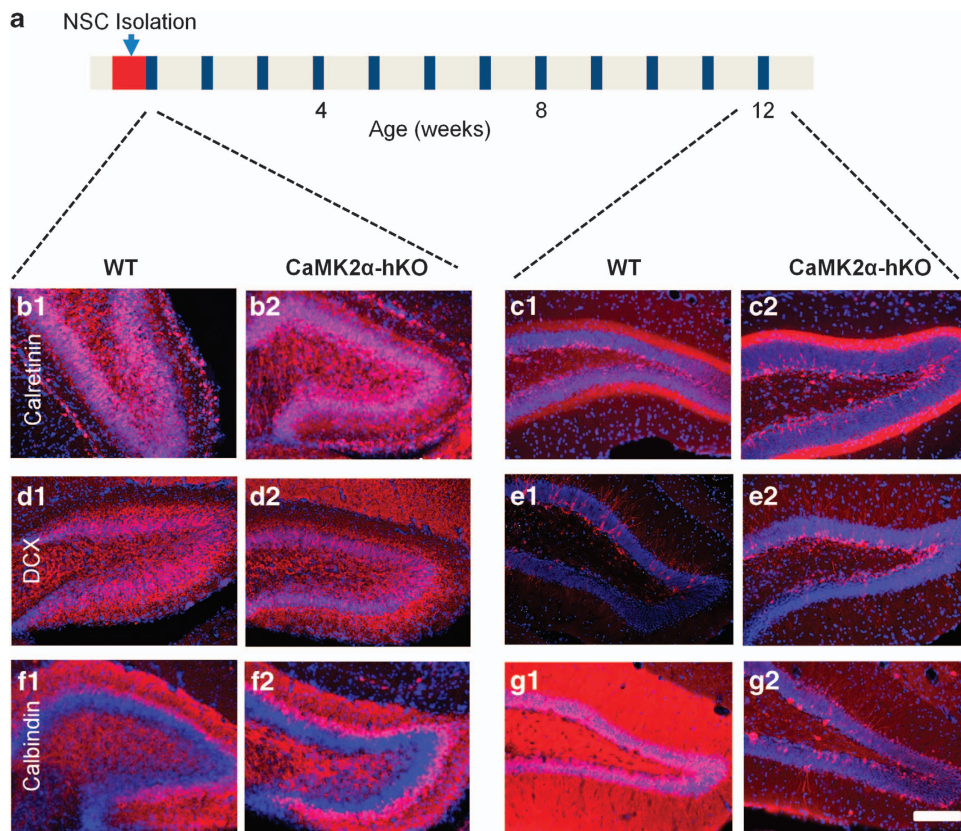 a
NSC Isolation
4 8 12
Age (weeks)
WT CaMK2α-hKO WT CaMK2α-hKO
b1 b2 c1 c2
Calretinin
d1 d2 e1 e2
DCX
f1 f2 g1 g2
Calbindin